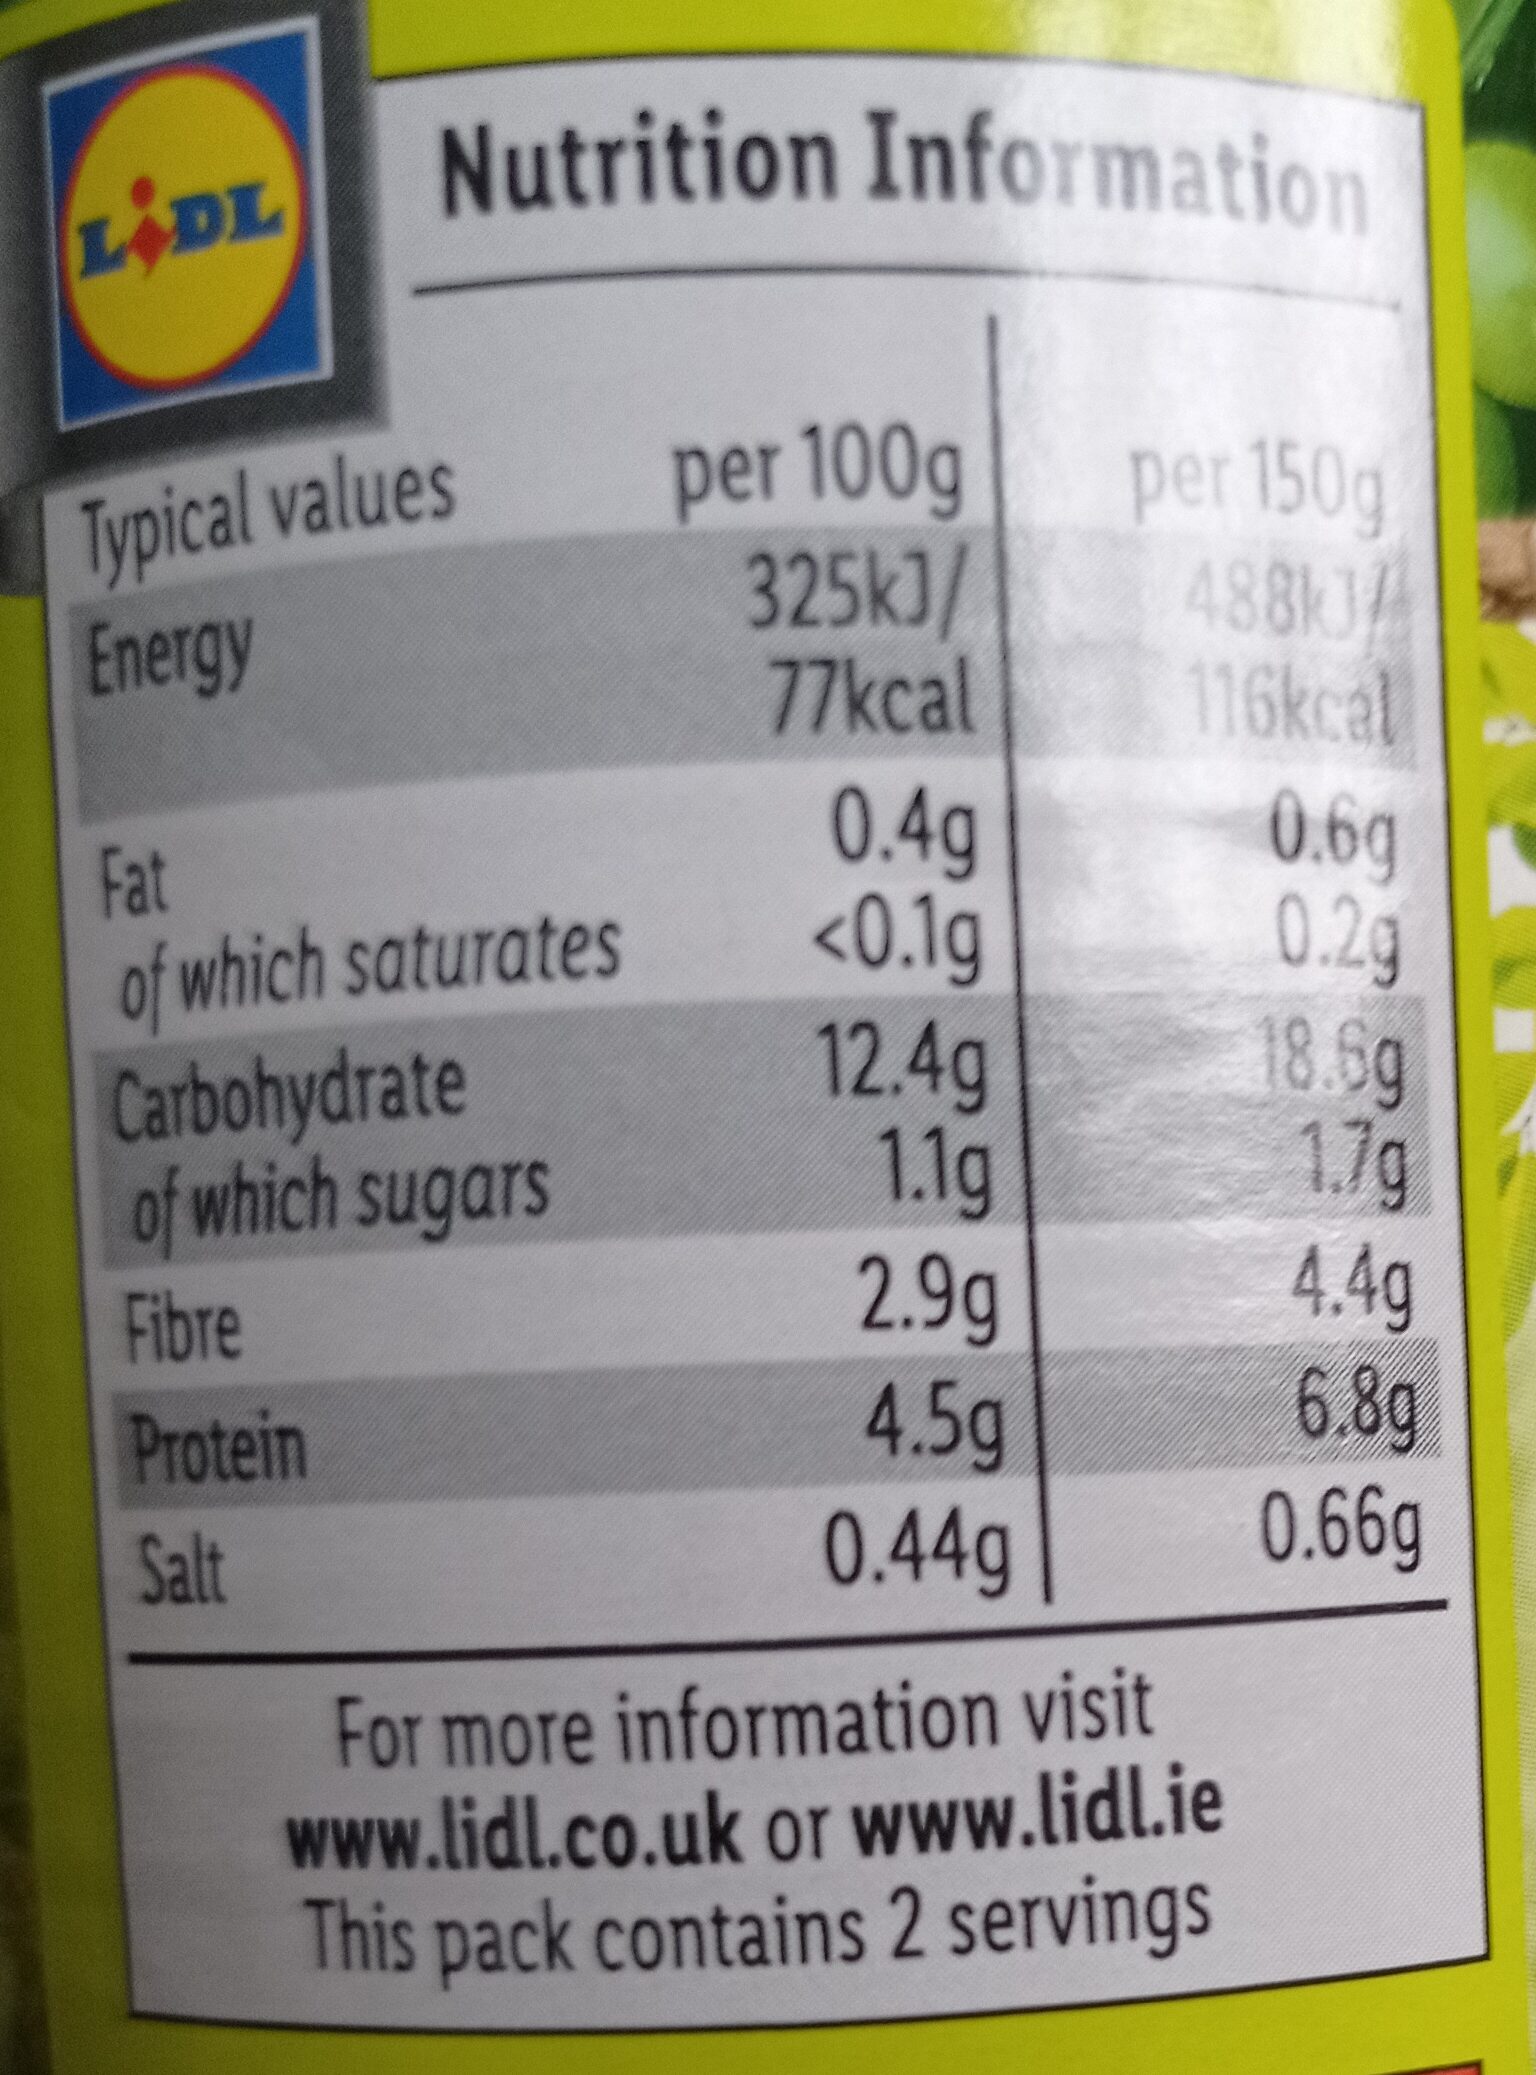 LIDL
Nutrition Information
Typical values per 100g per 150g
Energy 325kJ/ 488kJ/
77kcal 116kcal
Fat 0.4g 0.6g
of which saturates <0.1g 0.2g
Carbohydrate 12.4g 18.6g
of which sugars 1.1g 1.7g
Fibre 2.9g 4.4g
Protein 4.5g 6.8g
Salt 0.44g 0.66g
For more information visit
www.lidl.co.uk or www.lidl.ie
This pack contains 2 servings